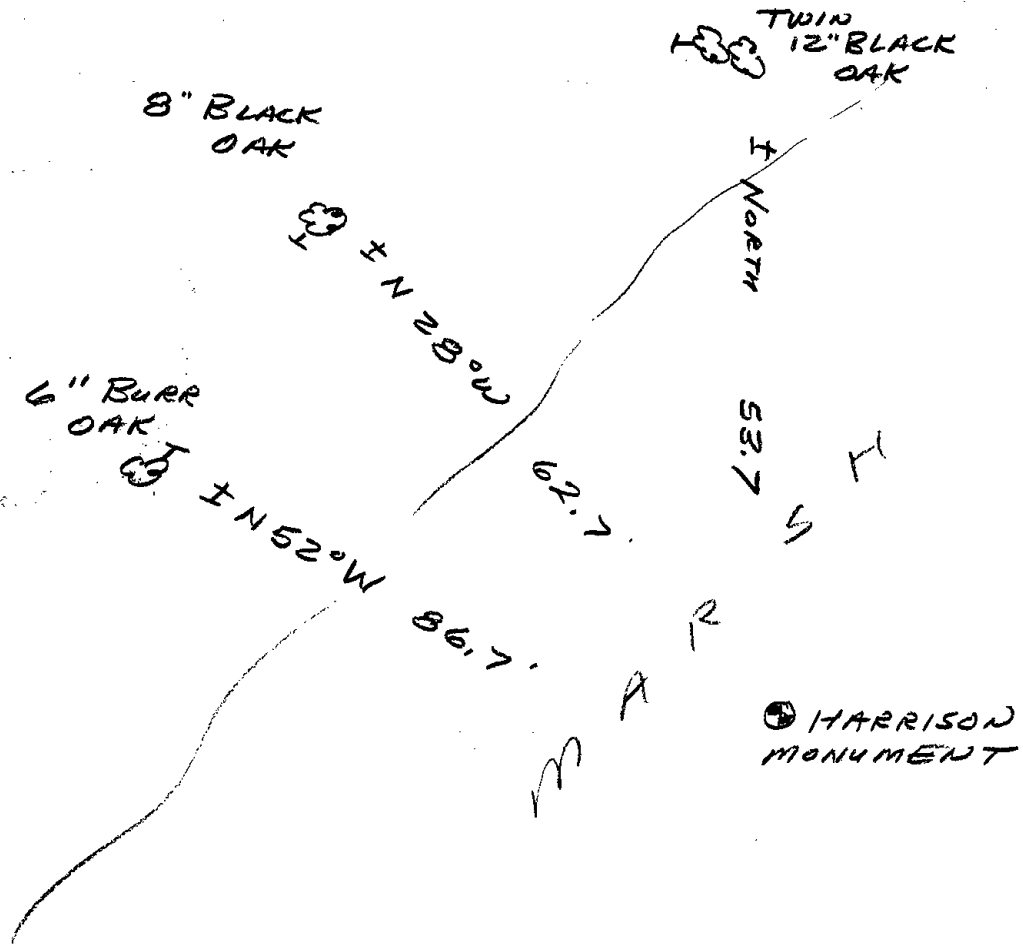 TWIN
12" BLACK
OAK
8" BLACK
OAK
± NORTH 53.7
± N 28° W 62.7
6" BURR
OAK
± N 52° W 86.7'
MARSH
HARRISON
MONUMENT